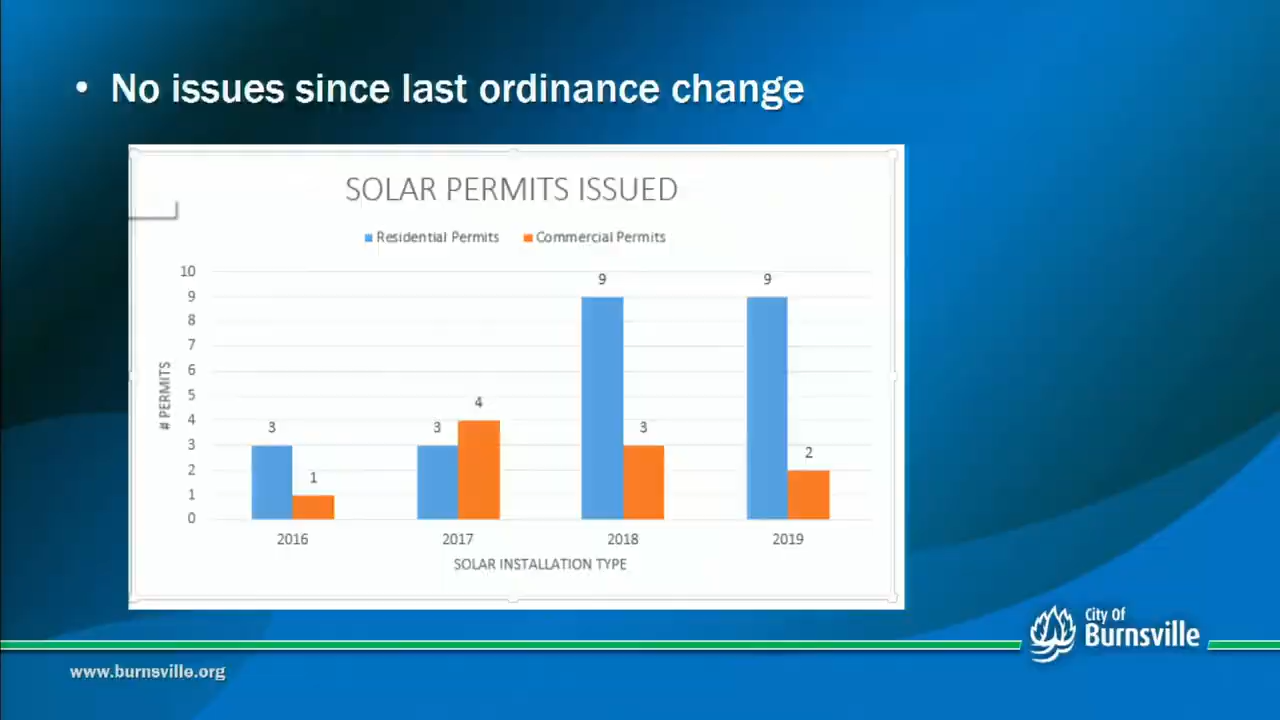 • No issues since last ordinance change
SOLAR PERMITS ISSUED
Residential Permits Commercial Permits
10
9
8
7
6
5
4
3
2
1
0
# PERMITS
3
1
3
4
9
3
9
2
2016 2017 2018 2019
SOLAR INSTALLATION TYPE
City Of
Burnsville
www.burnsville.org